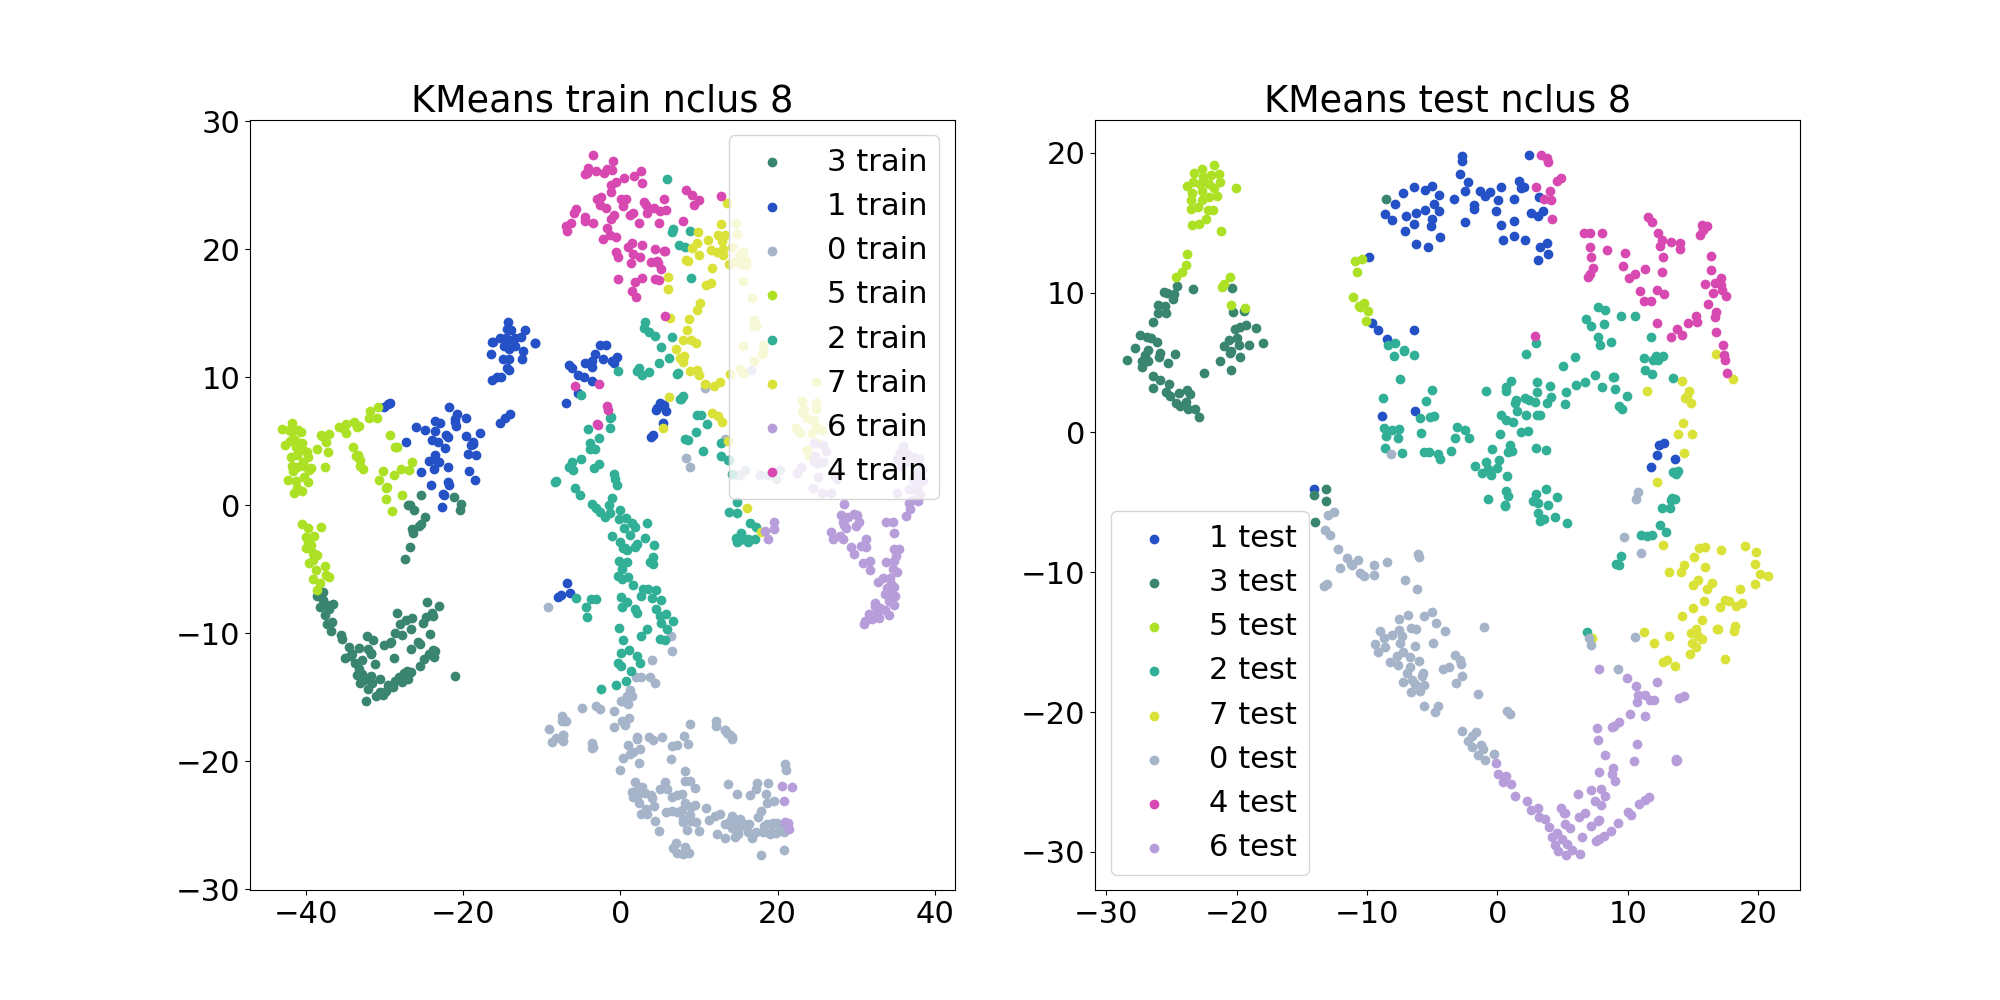 KMeans train nclus 8
30
20
10
0
−10
−20
−30
−40
−20
0
20
40
3 train
1 train
0 train
5 train
2 train
7 train
6 train
4 train
KMeans test nclus 8
20
10
0
−10
−20
−30
−30
−20
−10
0
10
20
1 test
3 test
5 test
2 test
7 test
0 test
4 test
6 test